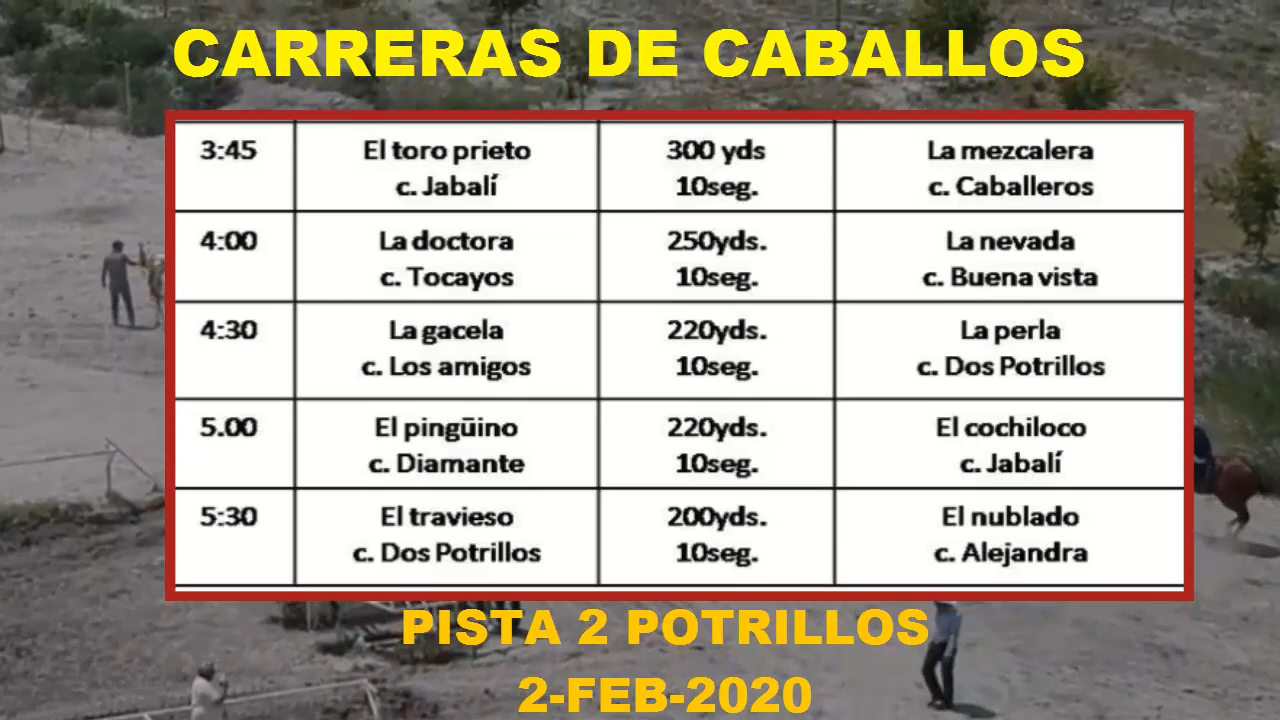 CARRERAS DE CABALLOS
3:45 El toro prieto 300 yds La mezcalera
c. Jabalí 10seg. c. Caballeros
4:00 La doctora 250yds. La nevada
c. Tocayos 10seg. c. Buena vista
4:30 La gacela 220yds. La perla
c. Los amigos 10seg. c. Dos Potrillos
5.00 El pingüino 220yds. El cochiloco
c. Diamante 10seg. c. Jabalí
5:30 El travieso 200yds. El nublado
c. Dos Potrillos 10seg. c. Alejandra
PISTA 2 POTRILLOS
2-FEB-2020